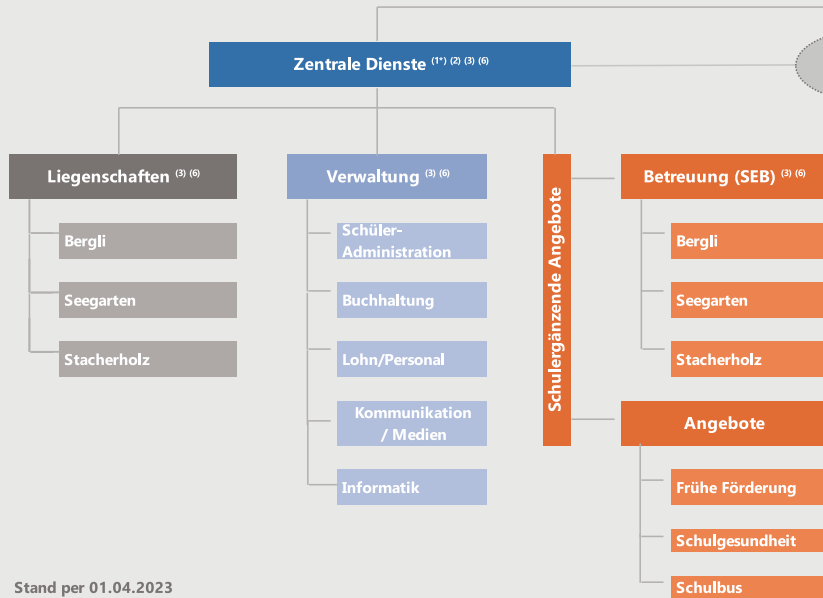 Zentrale Dienste (1*) (2) (3) (6)
Liegenschaften (3) (6)
Bergli
Seegarten
Stacherholz
Verwaltung (3) (6)
Schüler-
Administration
Buchhaltung
Lohn/Personal
Kommunikation
/ Medien
Informatik
Schulergänzende Angebote
Betreuung (SEB) (3) (6)
Bergli
Seegarten
Stacherholz
Angebote
Frühe Förderung
Schulgesundheit
Schulbus
Stand per 01.04.2023